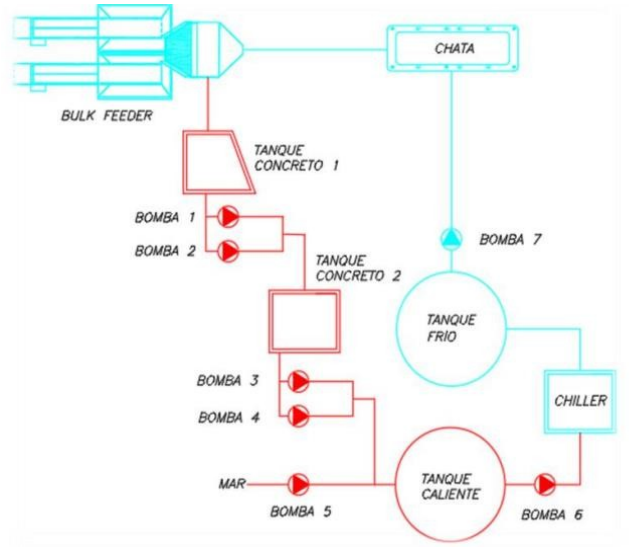 CHATA
BULK FEEDER
TANQUE
CONCRETO 1
BOMBA 1
BOMBA 2
BOMBA 7
TANQUE
CONCRETO 2
TANQUE
FRIO
BOMBA 3
BOMBA 4
CHILLER
MAR
TANQUE
CALIENTE
BOMBA 5
BOMBA 6